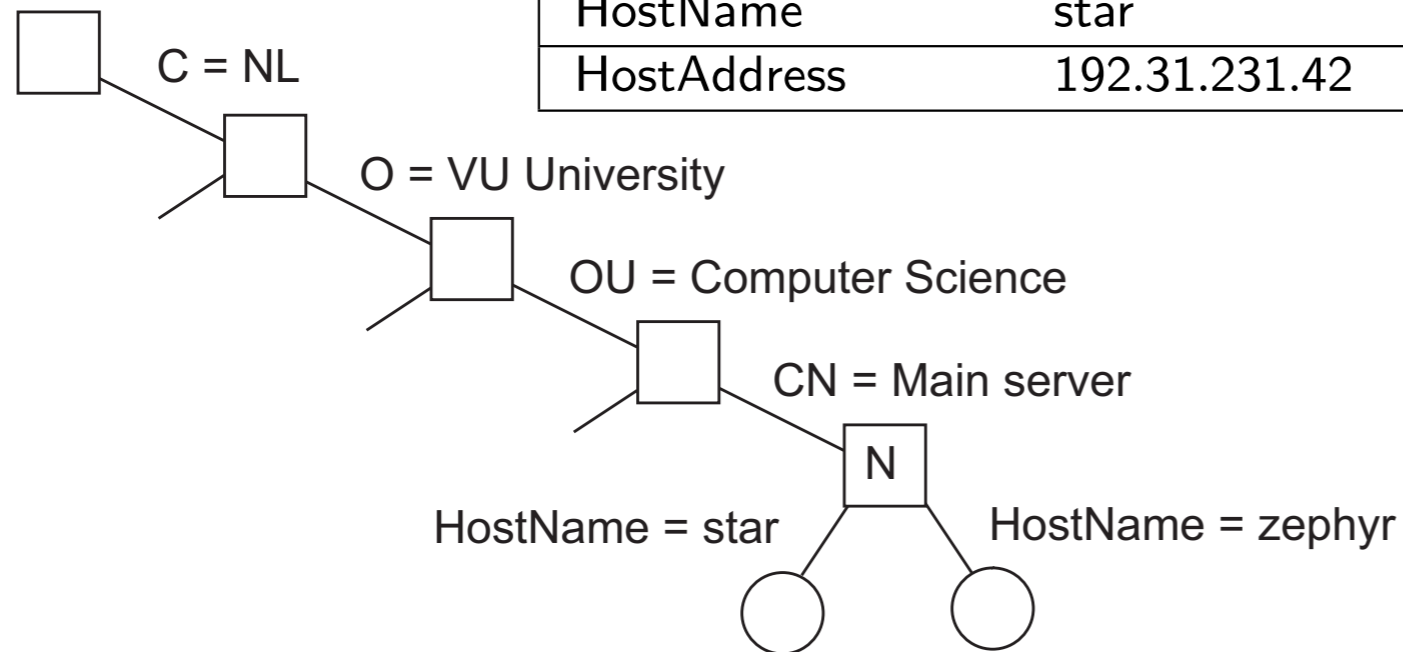 HostName star
C = NL
HostAddress 192.31.231.42
O = VU University
OU = Computer Science
CN = Main server
N
HostName = star
HostName = zephyr